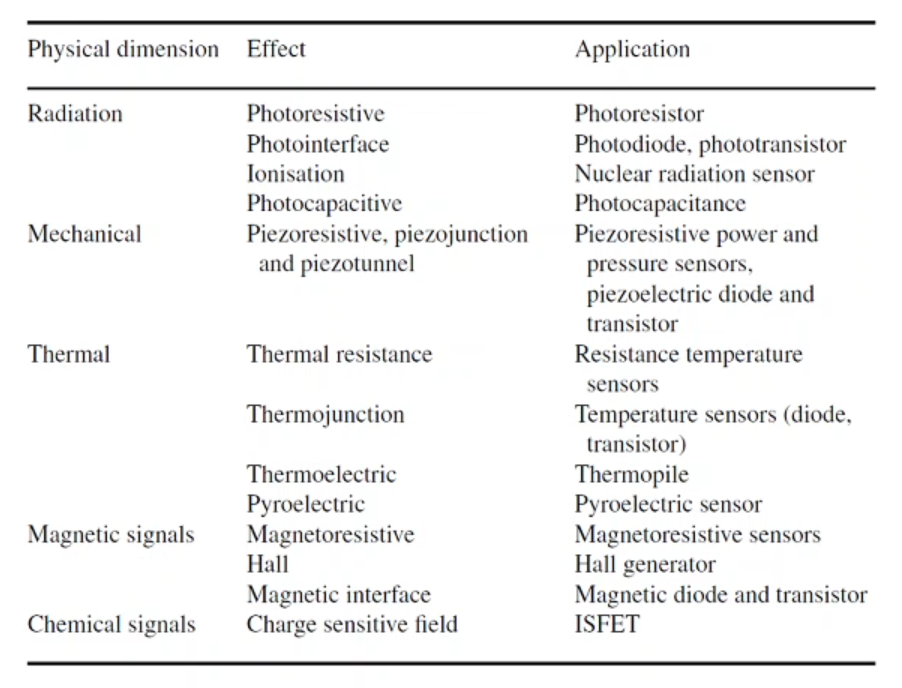 Physical dimension Effect Application
Radiation Photoresistive Photoresistor
Photointerface Photodiode, phototransistor
Ionisation Nuclear radiation sensor
Photocapacitive Photocapacitance
Mechanical Piezoresistive, piezojunction Piezoresistive power and
and piezotunnel pressure sensors,
piezoelectric diode and
transistor
Thermal Thermal resistance Resistance temperature
sensors
Thermojunction Temperature sensors (diode,
transistor)
Thermoelectric Thermopile
Pyroelectric Pyroelectric sensor
Magnetic signals Magnetoresistive Magnetoresistive sensors
Hall Hall generator
Magnetic interface Magnetic diode and transistor
Chemical signals Charge sensitive field ISFET